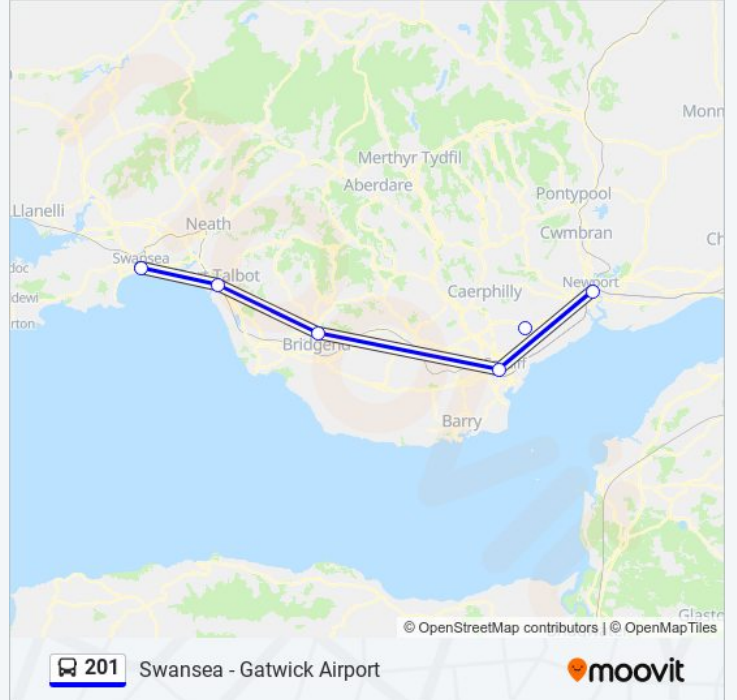 Monn
Merthyr Tydfil
Aberdare
Pontypool
Llanelli
Neath
Cwmbran
Ch
Swansea
doc
t Talbot
Newport
Caerphilly
dewi
rton
Bridgend
diff
Barry
Glasto
© OpenStreetMap contributors | © OpenMapTiles
201 Swansea - Gatwick Airport
moovit